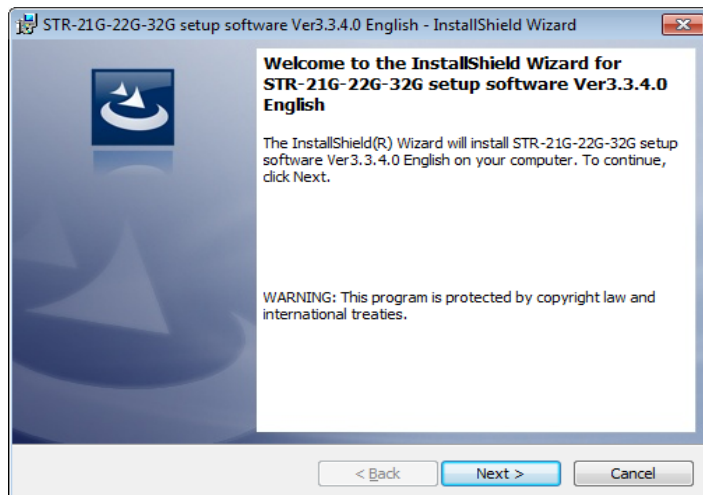 STR-21G-22G-32G setup software Ver3.3.4.0 English - InstallShield Wizard
Welcome to the InstallShield Wizard for
STR-21G-22G-32G setup software Ver3.3.4.0
English
The InstallShield(R) Wizard will install STR-21G-22G-32G setup
software Ver3.3.4.0 English on your computer. To continue,
click Next.
WARNING: This program is protected by copyright law and
international treaties.
< Back Next > Cancel